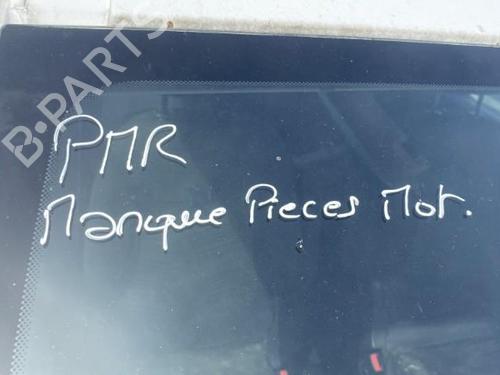 B-PARTS
PMR
Manque Pieces Mot.